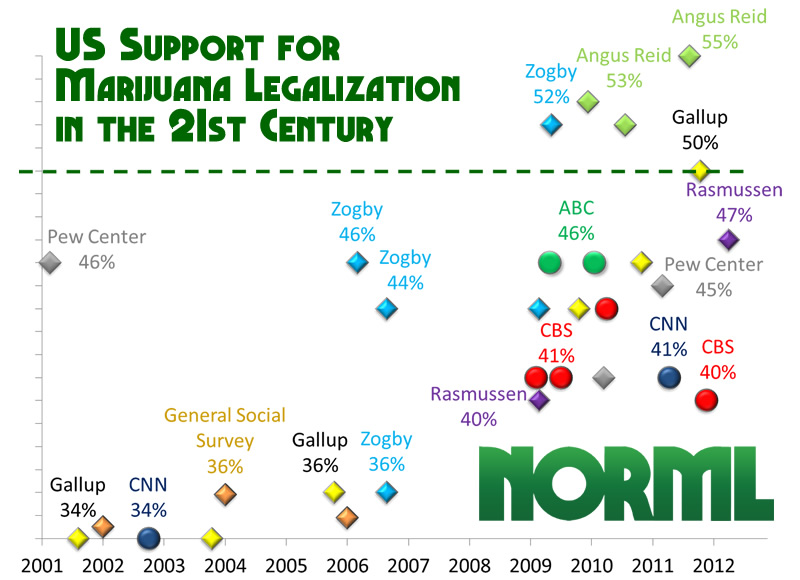 US Support for
Marijuana Legalization
in the 21st Century
Angus Reid
55%
Angus Reid
53%
Zogby
52%
Gallup
50%
Rasmussen
47%
ABC
46%
Zogby
46%
Zogby
44%
Pew Center
46%
Pew Center
45%
CBS
41%
CNN
41%
CBS
40%
Rasmussen
40%
General Social
Survey
36%
Gallup
36%
Zogby
36%
Gallup
34%
CNN
34%
NORML
2001 2002 2003 2004 2005 2006 2007 2008 2009 2010 2011 2012